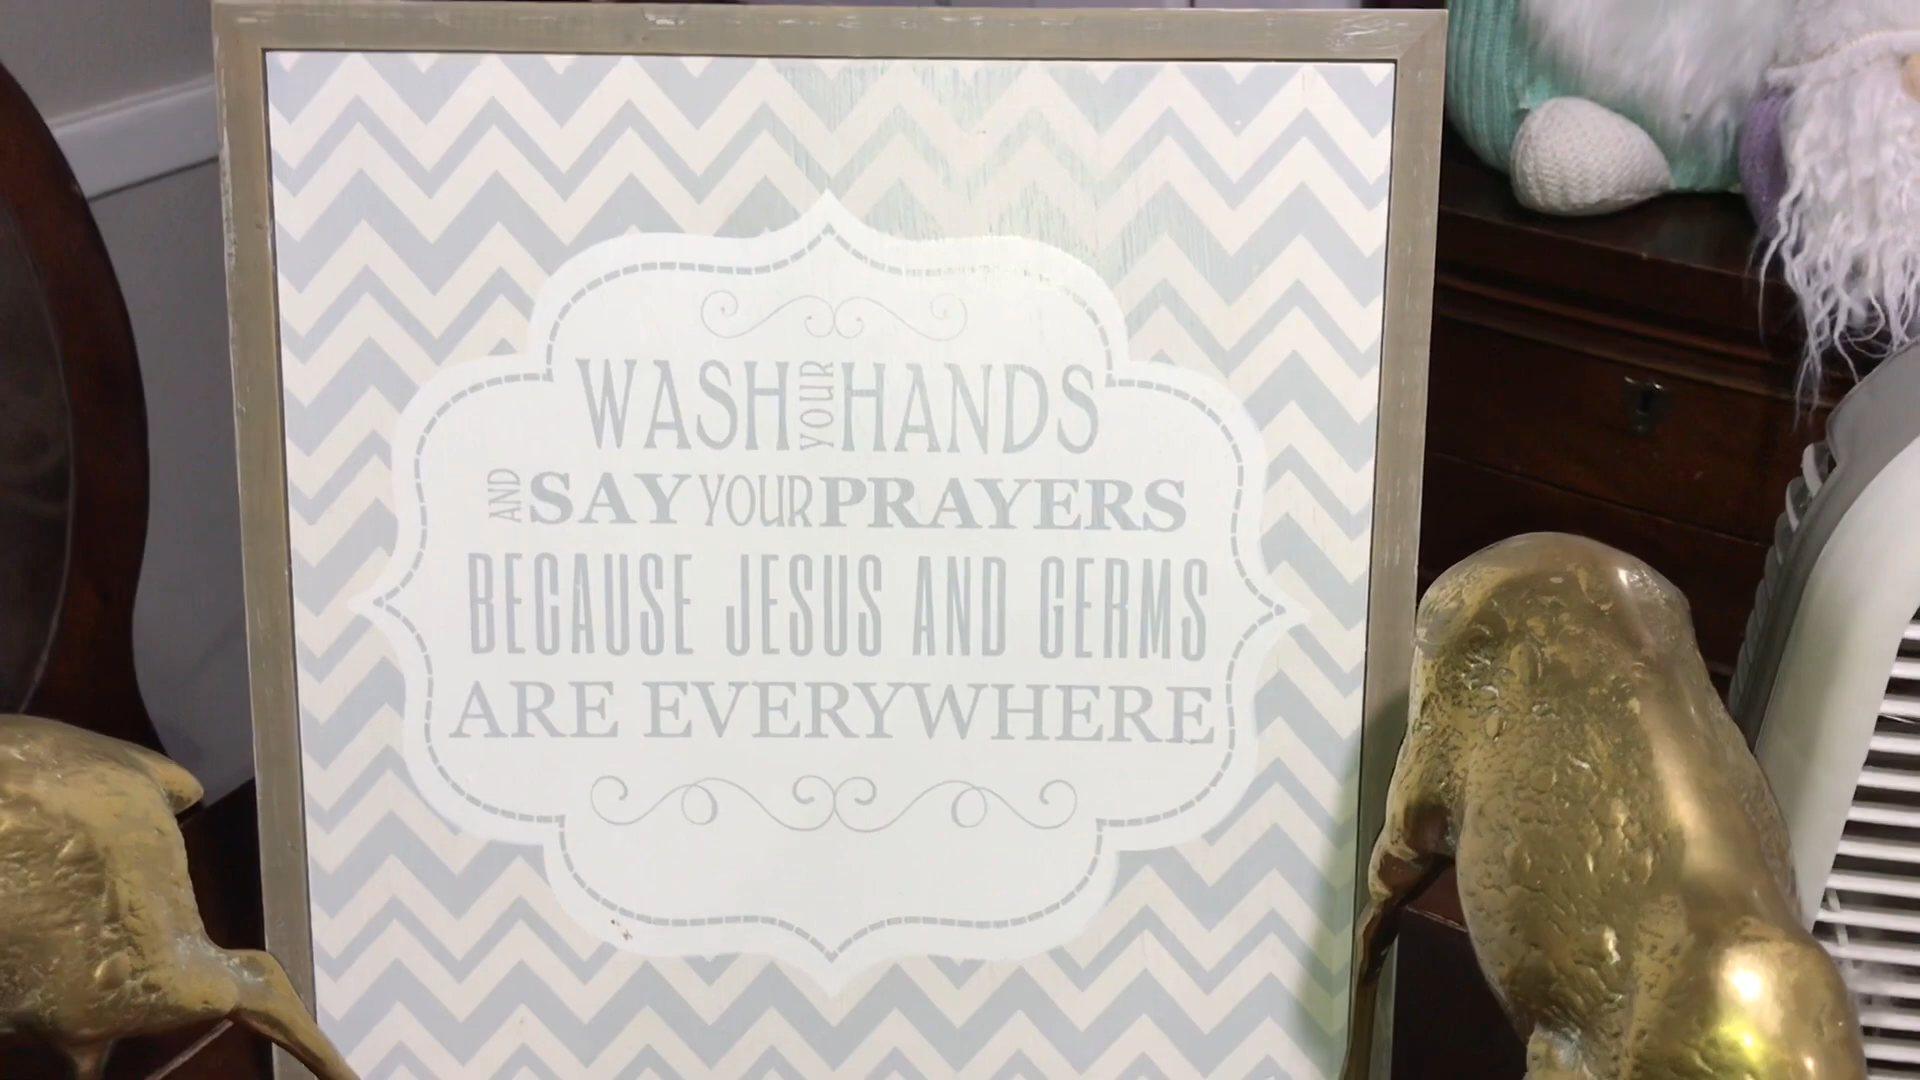 WASH YOUR HANDS
AND SAY YOUR PRAYERS
BECAUSE JESUS AND GERMS
ARE EVERYWHERE